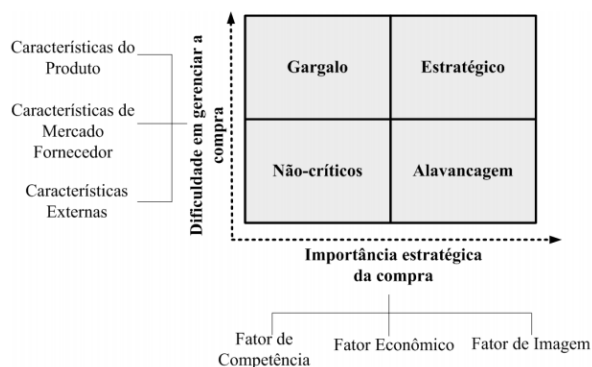 Características do
Produto
Características de
Mercado
Fornecedor
Características
Externas
Dificuldade em gerenciar a
compra
Gargalo
Estratégico
Não-críticos
Alavancagem
Importância estratégica
da compra
Fator de
Competência
Fator Econômico
Fator de Imagem